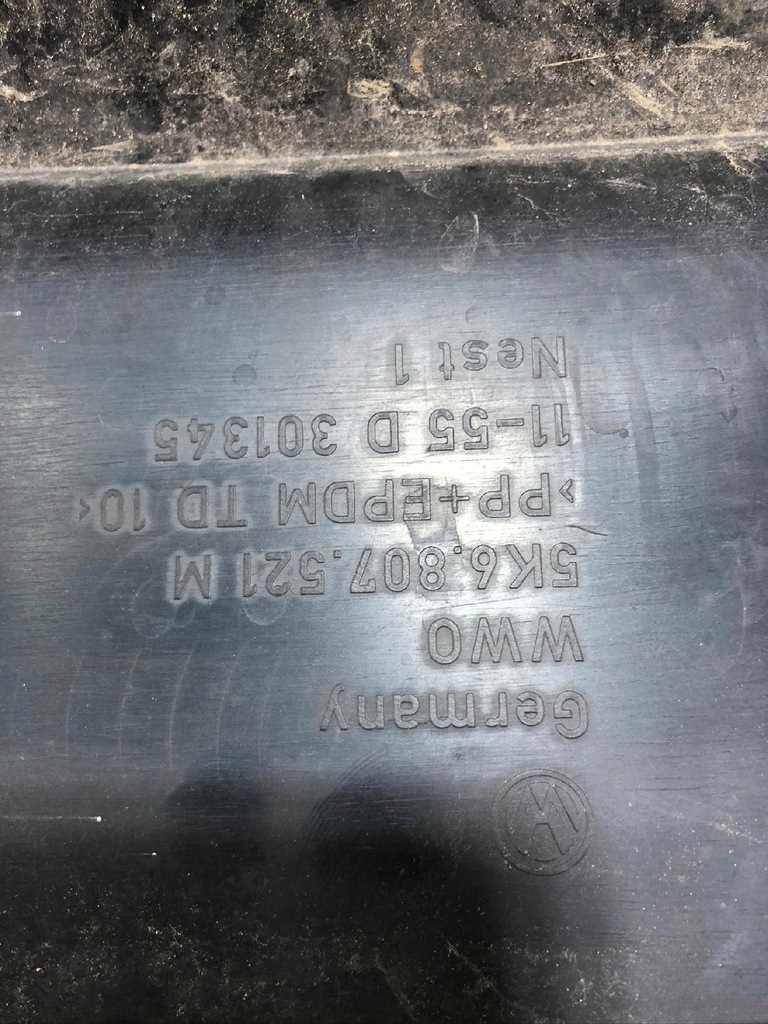 Germany
WWO
5K6.807.521 M
>PP+EPDM TD 10<
11-55 D 301345
Nest 1